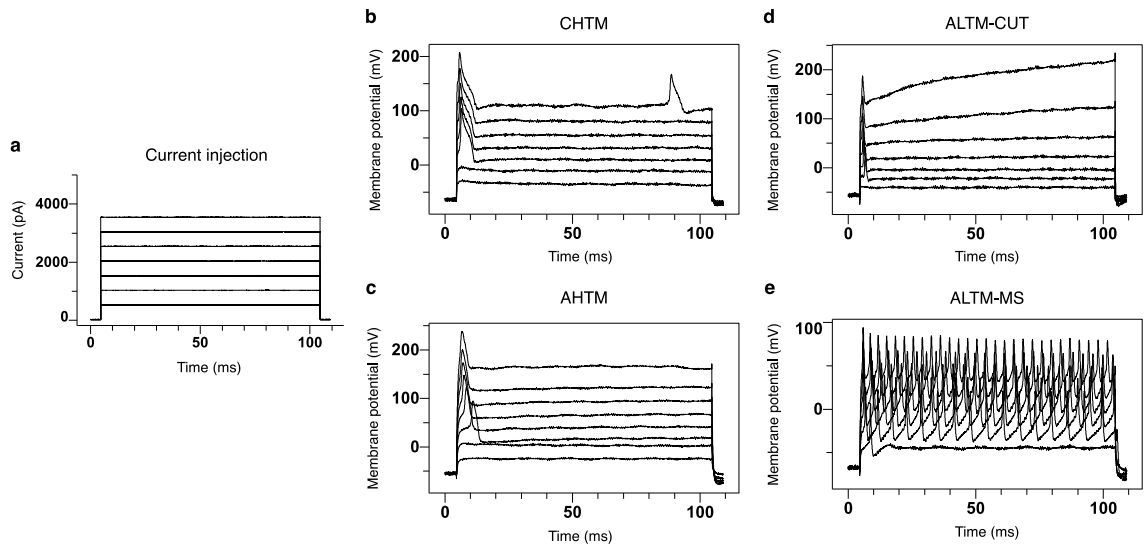 a
Current injection
Current (pA)
4000
2000
0
0 50 100
Time (ms)
b
CHTM
Membrane potential (mV)
200
100
0
0 50 100
Time (ms)
c
AHTM
Membrane potential (mV)
200
100
0
0 50 100
Time (ms)
d
ALTM-CUT
Membrane potential (mV)
200
100
0
0 50 100
Time (ms)
e
ALTM-MS
Membrane potential (mV)
100
0
0 50 100
Time (ms)